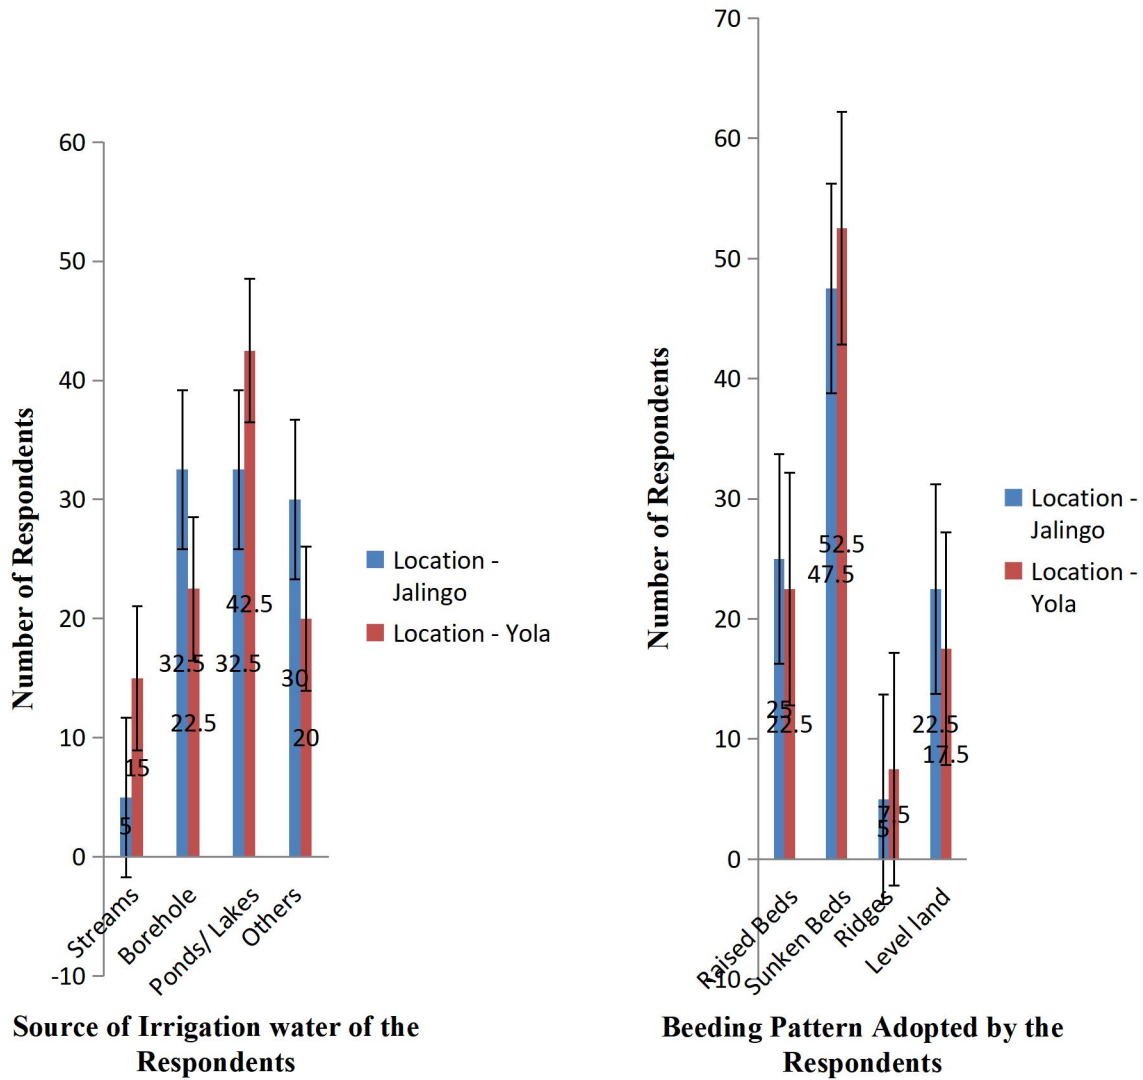 60
50
40
30
20
10
0
-10
Number of Respondents
5
15
32.5
22.5
32.5
42.5
30
20
Streams
Borehole
Ponds/ Lakes
Others
Location -
Jalingo
Location - Yola
Source of Irrigation water of the
Respondents
70
60
50
40
30
20
10
0
-10
Number of Respondents
25
22.5
47.5
52.5
5
7.5
22.5
17.5
Raised Beds
Sunken Beds
Ridges
Level land
Location -
Jalingo
Location -
Yola
Beeding Pattern Adopted by the
Respondents